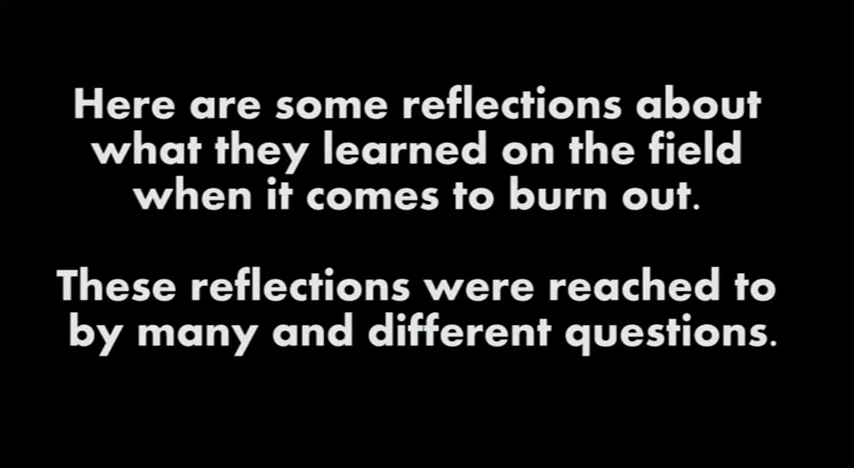 Here are some reflections about
what they learned on the field
when it comes to burn out.
These reflections were reached to
by many and different questions.